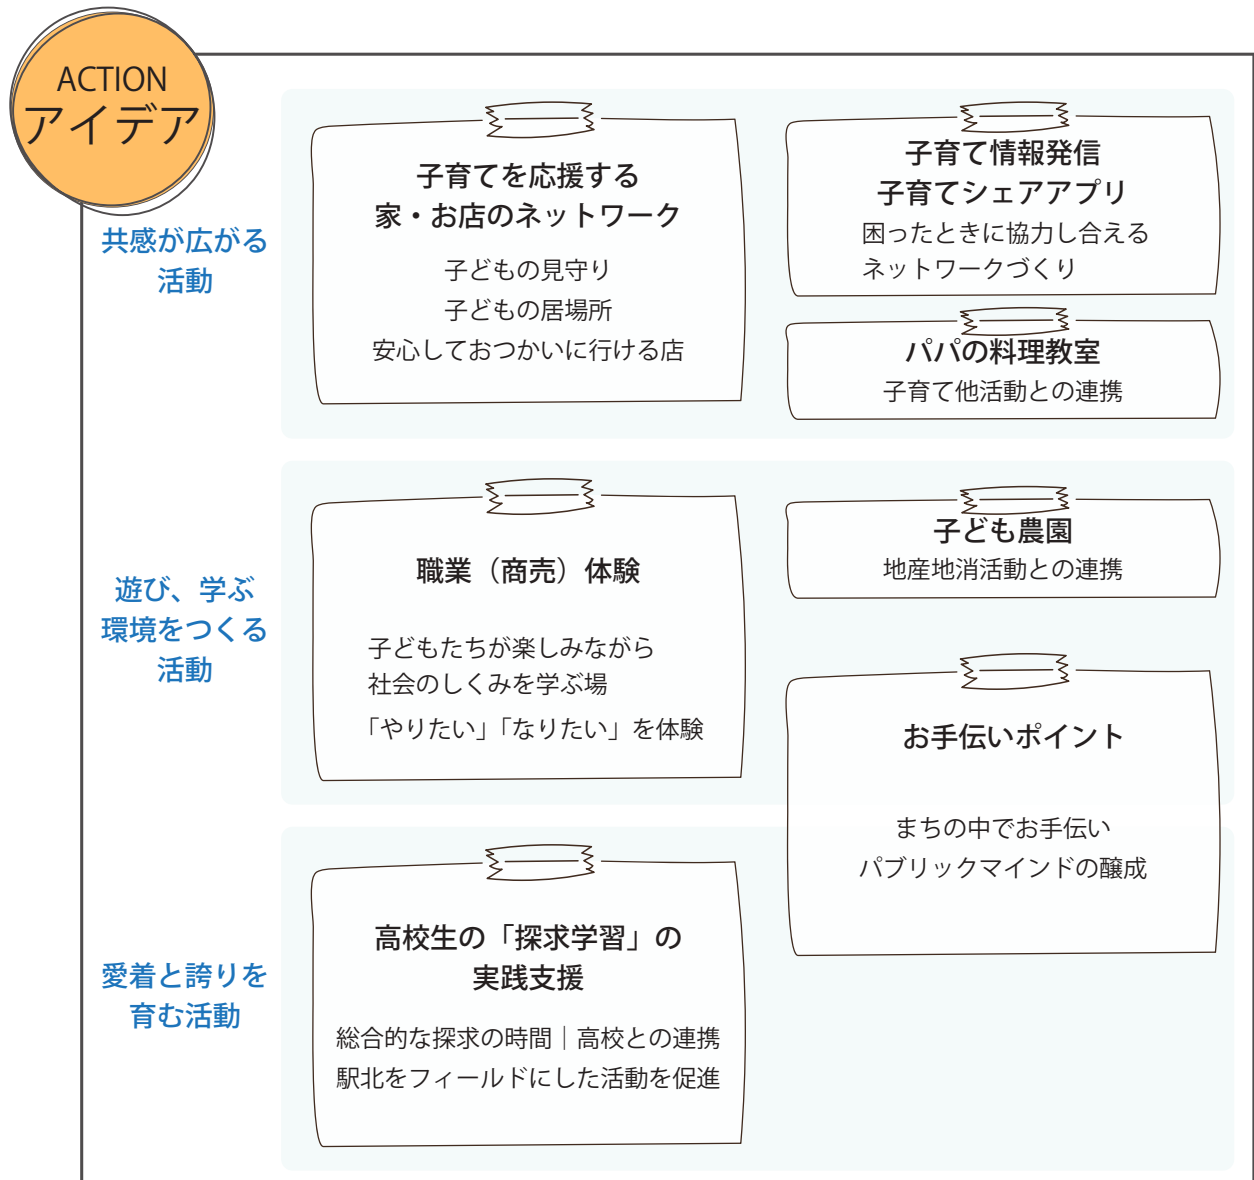 ACTION
アイデア
共感が広がる
活動
子育てを応援する
家・お店のネットワーク
子どもの見守り
子どもの居場所
安心しておつかいに行ける店
子育て情報発信
子育てシェアアプリ
困ったときに協力し合える
ネットワークづくり
パパの料理教室
子育て他活動との連携
遊び、学ぶ
環境をつくる
活動
職業（商売）体験
子どもたちが楽しみながら
社会のしくみを学ぶ場
「やりたい」「なりたい」を体験
子ども農園
地産地消活動との連携
お手伝いポイント
まちの中でお手伝い
パブリックマインドの醸成
愛着と誇りを
育む活動
高校生の「探求学習」の
実践支援
総合的な探求の時間｜高校との連携
駅北をフィールドにした活動を促進